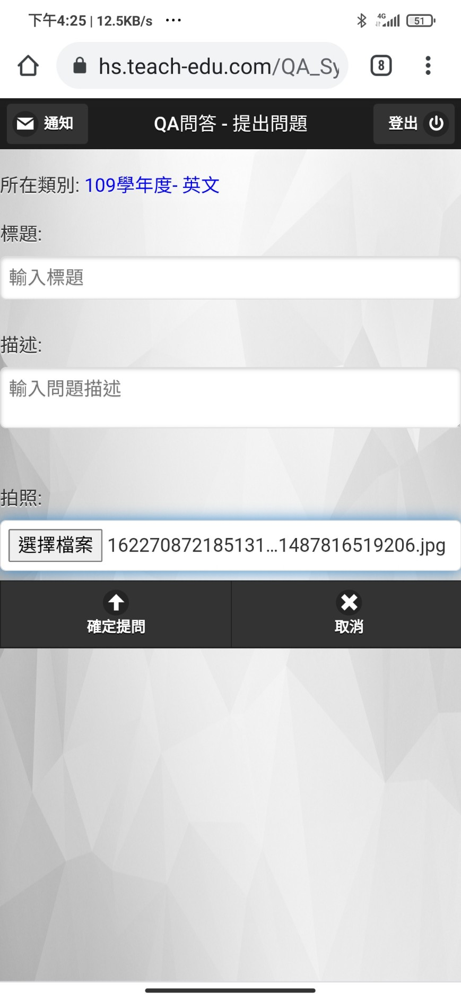 下午4:25 | 12.5KB/s ...
4G 51
hs.teach-edu.com/QA_Sy
8
通知
QA問答 - 提出問題
登出
所在類別: 109學年度- 英文
標題:
輸入標題
描述:
輸入問題描述
拍照:
選擇檔案 162270872185131...1487816519206.jpg
確定提問
取消